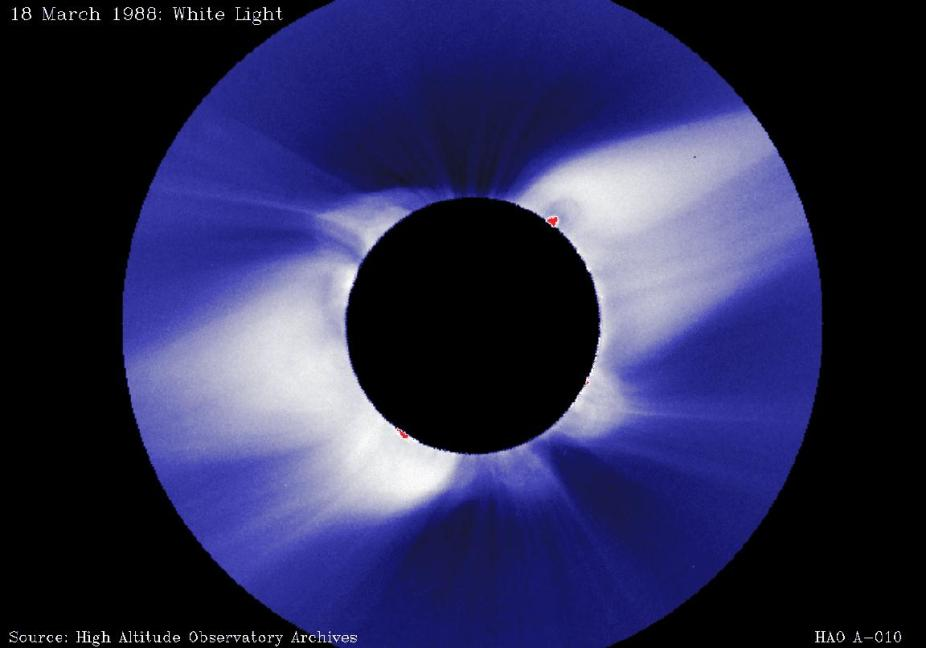 18 March 1988: White Light
Source: High Altitude Observatory Archives
HAO A-010